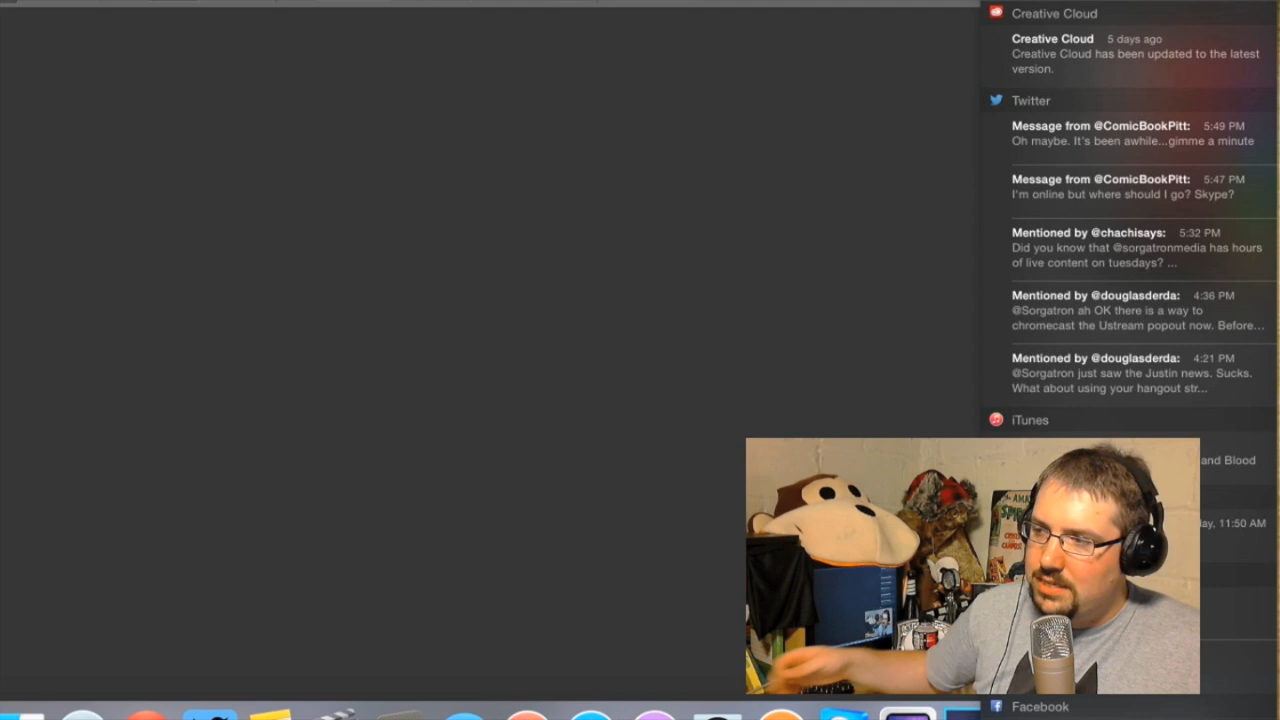 Creative Cloud
Creative Cloud 5 days ago
Creative Cloud has been updated to the latest
version.
Twitter
Message from @ComicBookPitt: 5:49 PM
Oh maybe. It's been awhile...gimme a minute
Message from @ComicBookPitt: 5:47 PM
I'm online but where should I go? Skype?
Mentioned by @chachisays: 5:32 PM
Did you know that @sorgatronmedia has hours
of live content on tuesdays? ...
Mentioned by @douglasderda: 4:36 PM
@Sorgatron ah OK there is a way to
chromecast the Ustream popout now. Before...
Mentioned by @douglasderda: 4:21 PM
@Sorgatron just saw the Justin news. Sucks.
What about using your hangout str...
iTunes
and Blood
ay, 11:50 AM
Facebook